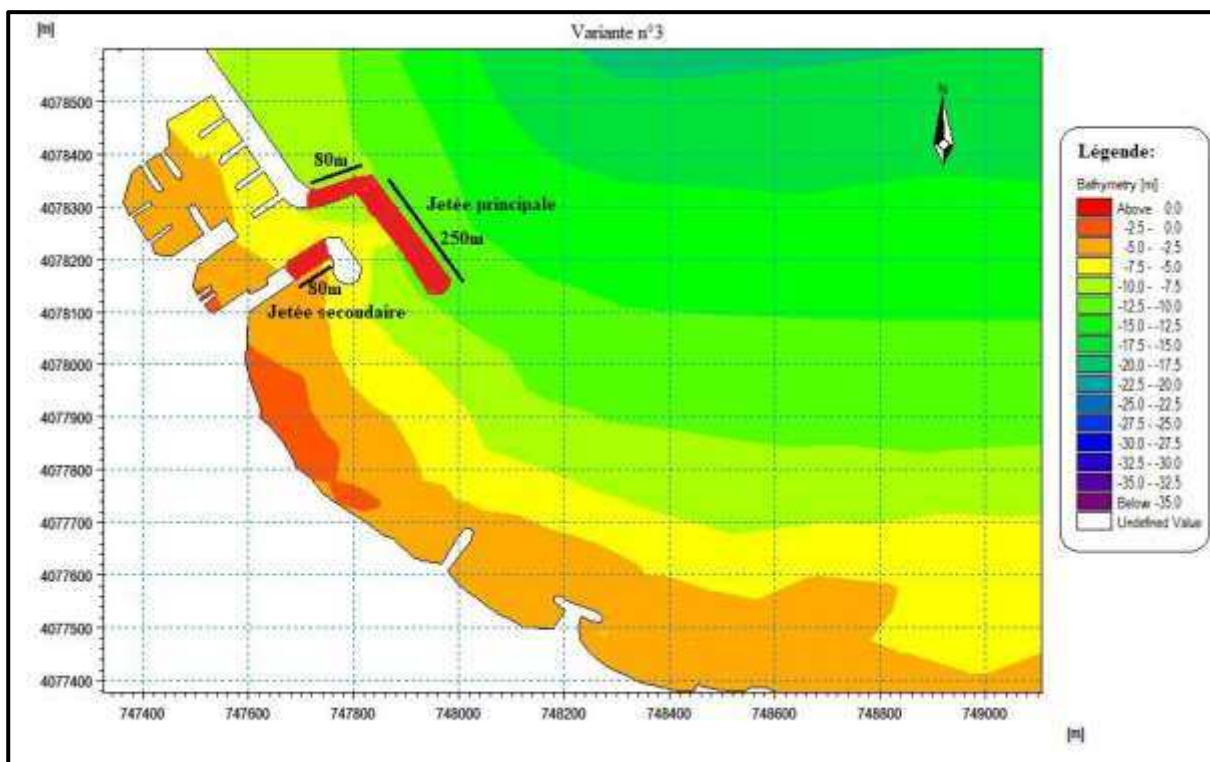 [m]
Variante n°3
4078500
4078400
4078300
4078200
4078100
4078000
4077900
4077800
4077700
4077600
4077500
4077400
80m
Jetée principale
250m
80m
Jetée secoudaire
N
747400
747600
747800
748000
748200
748400
748600
748800
749000
[m]
Légende:
Bathymetry [m]
Above 0.0
-2.5 - 0.0
-5.0 - -2.5
-7.5 - -5.0
-10.0 - -7.5
-12.5 - -10.0
-15.0 - -12.5
-17.5 - -15.0
-20.0 - -17.5
-22.5 - -20.0
-25.0 - -22.5
-27.5 - -25.0
-30.0 - -27.5
-32.5 - -30.0
-35.0 - -32.5
Below -35.0
Undefined Value